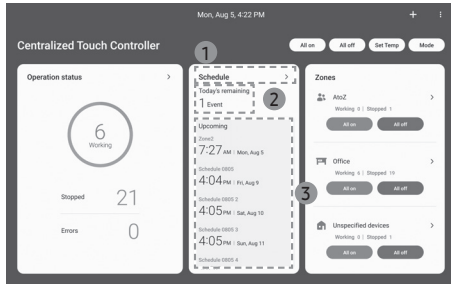 Mon, Aug 5, 4:22 PM
Centralized Touch Controller
All on
All off
Set Temp
Mode
1
Operation status
6
Working
Stopped 21
Errors 0
Schedule
2
Today's remaining
1 Event
Upcoming
Zone2
7:27 AM | Mon, Aug 5
Schedule 0805
4:04 PM | Fri, Aug 9
Schedule 0805 2
4:05 PM | Sat, Aug 10
Schedule 0805 3
4:05 PM | Sun, Aug 11
Schedule 0805 4
3
Zones
AtoZ
Working 4 | Stopped 1
All on
All off
Office
Working 6 | Stopped 19
All on
All off
Unspecified devices
Working 0 | Stopped 1
All on
All off